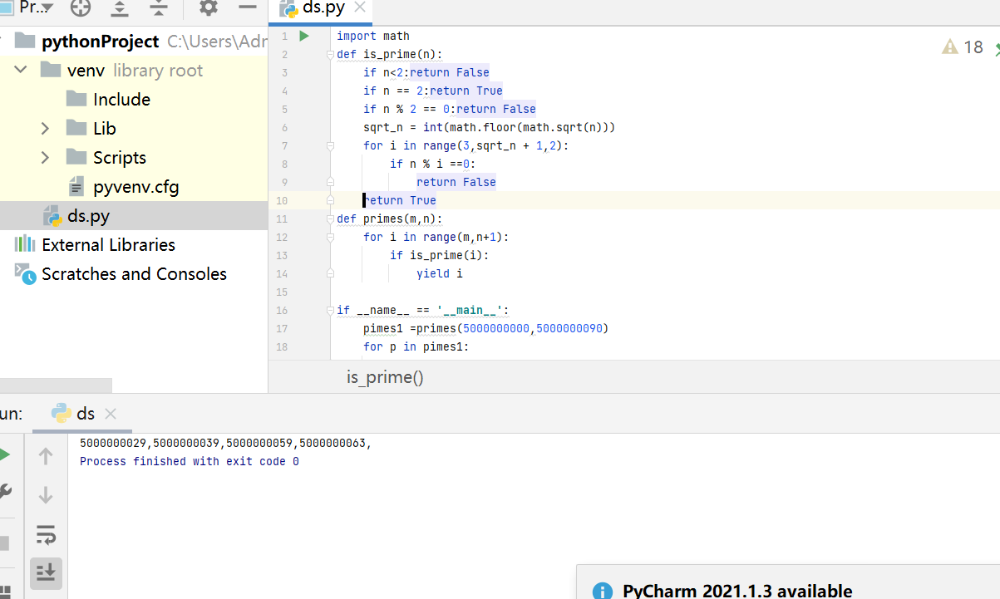 Pr...
ds.py
pythonProject C:\Users\Adr
venv library root
Include
Lib
Scripts
pyvenv.cfg
ds.py
External Libraries
Scratches and Consoles
18
1 import math
2 def is_prime(n):
3 if n<2:return False
4 if n == 2:return True
5 if n % 2 == 0:return False
6 sqrt_n = int(math.floor(math.sqrt(n)))
7 for i in range(3,sqrt_n + 1,2):
8 if n % i ==0:
9 return False
10 return True
11 def primes(m,n):
12 for i in range(m,n+1):
13 if is_prime(i):
14 yield i
15
16 if __name__ == '__main__':
17 pimes1 =primes(5000000000,5000000090)
18 for p in pimes1:
is_prime()
un: ds
5000000029,5000000039,5000000059,5000000063,
Process finished with exit code 0
PyCharm 2021.1.3 available